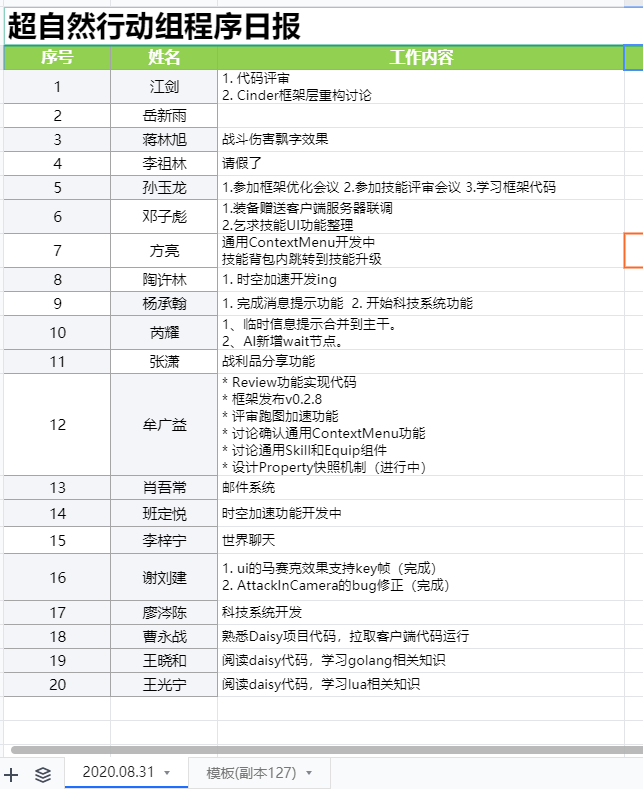 超自然行动组程序日报
序号 姓名 工作内容
1 江剑 1. 代码评审
2. Cinder框架层重构讨论
2 岳新雨
3 蒋林旭 战斗伤害飘字效果
4 李祖林 请假了
5 孙玉龙 1.参加框架优化会议 2.参加技能评审会议 3.学习框架代码
6 邓子彪 1.装备赠送客户端服务器联调
2.乞求技能UI功能整理
7 方亮 通用ContextMenu开发中
技能背包内跳转到技能升级
8 陶许林 1. 时空加速开发ing
9 杨承翰 1. 完成消息提示功能 2. 开始科技系统功能
10 芮耀 1、临时信息提示合并到主干。
2、AI新增wait节点。
11 张潇 战利品分享功能
12 牟广益 * Review功能实现代码
* 框架发布v0.2.8
* 评审跑图加速功能
* 讨论确认通用ContextMenu功能
* 讨论通用Skill和Equip组件
* 设计Property快照机制（进行中）
13 肖吾常 邮件系统
14 班定悦 时空加速功能开发中
15 李梓宁 世界聊天
16 谢刘建 1. ui的马赛克效果支持key帧（完成）
2. AttackInCamera的bug修正（完成）
17 廖涔陈 科技系统开发
18 曹永战 熟悉Daisy项目代码，拉取客户端代码运行
19 王晓和 阅读daisy代码，学习golang相关知识
20 王光宁 阅读daisy代码，学习lua相关知识
2020.08.31 模板(副本127)